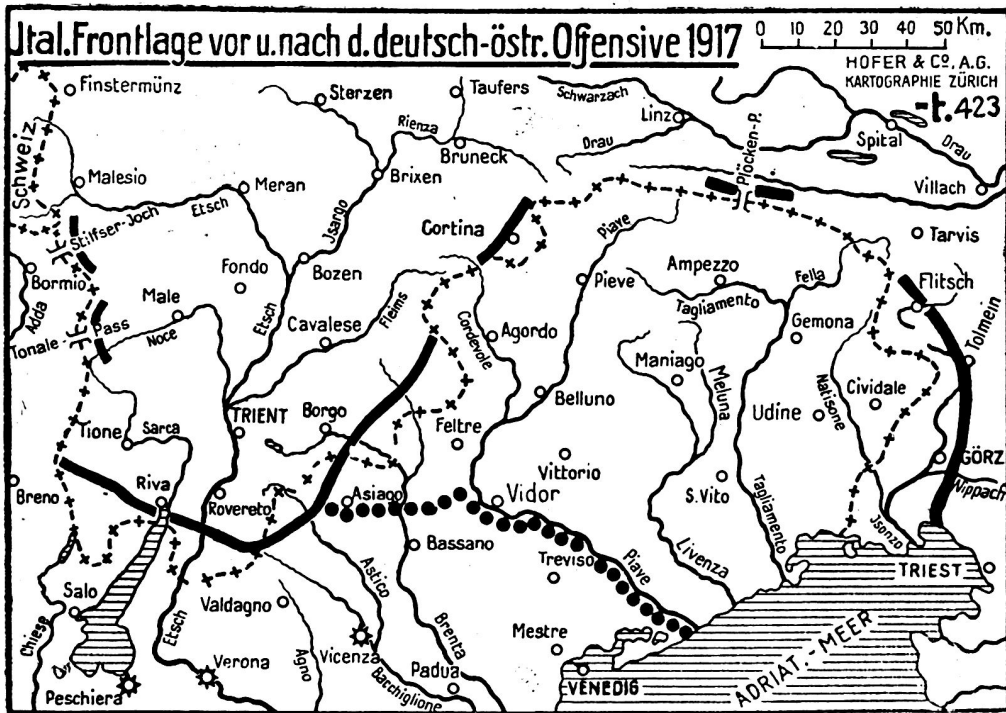 Jtal.Frontlage vor u.nach d.deutsch-östr.Offensive 1917
0 10 20 30 40 50 Km.
HOFER & CO., A.G.
KARTOGRAPHIE ZÜRICH
-t.423
Finstermünz
Sterzen
Taufers
Schwarzach
Linz
Spital
Drau
Drau
Rienza
Bruneck
Plöcken-P.
Villach
Schweiz
Malesio
Meran
Brixen
Etsch
Jsargo
Stilfser-Joch
Cortina
Piave
Tarvis
Bormio
Fondo
Bozen
Pieve
Ampezzo
Fella
Flitsch
Adda
Male
Etsch
Cavalese
Fleims
Cordevole
Agordo
Tagliamento
Gemona
Tolmein
Tonale-Pass
Noce
Maniago
Meluna
Natisone
Cividale
TRIENT
Borgo
Belluno
Udine
Tione
Sarca
Feltre
Vittorio
GÖRZ
Breno
Riva
Rovereto
Asiago
Vidor
S.Vito
Tagliamento
Wippach
Jsonzo
Bassano
Treviso
Piave
Livenza
TRIEST
Salo
Valdagno
Astico
Chiese
Etsch
Mestre
Verona
Agno
Vicenza
Brenta
Padua
Bacchiglione
Peschiera
VENEDIG
ADRIAT.-MEER